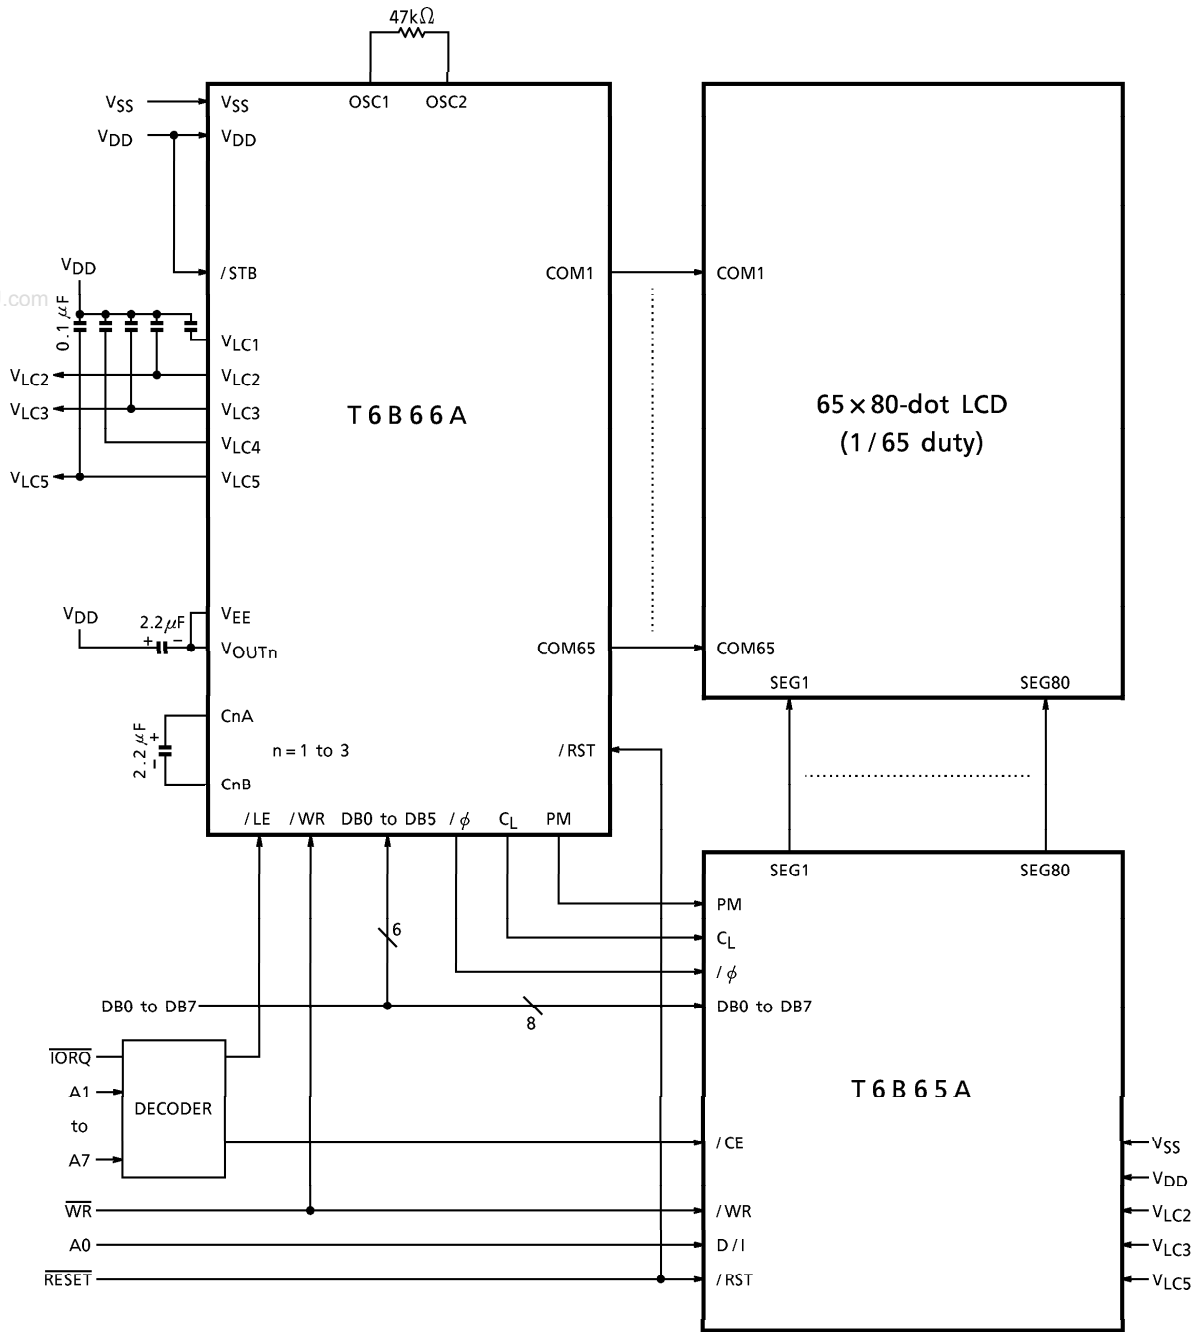 47kΩ
OSC1 OSC2
VSS VSS
VDD VDD
VDD
/STB COM1 COM1
.com
0.1 μF
VLC1
VLC2 VLC2
VLC3 VLC3
VLC4
VLC5 VLC5
T6B66A
65×80-dot LCD
(1/65 duty)
VDD
2.2μF
+ −
VEE
VOUTn COM65 COM65
SEG1 SEG80
CnA
2.2 μF
+
−
n=1 to 3 /RST
CnB
/LE /WR DB0 to DB5 /ϕ CL PM
SEG1 SEG80
PM
6
CL
/ϕ
DB0 to DB7 DB0 to DB7
8
IORQ
A1
DECODER
to
A7
T6B65A
/CE VSS
VDD
WR /WR VLC2
A0 D/I VLC3
RESET /RST VLC5